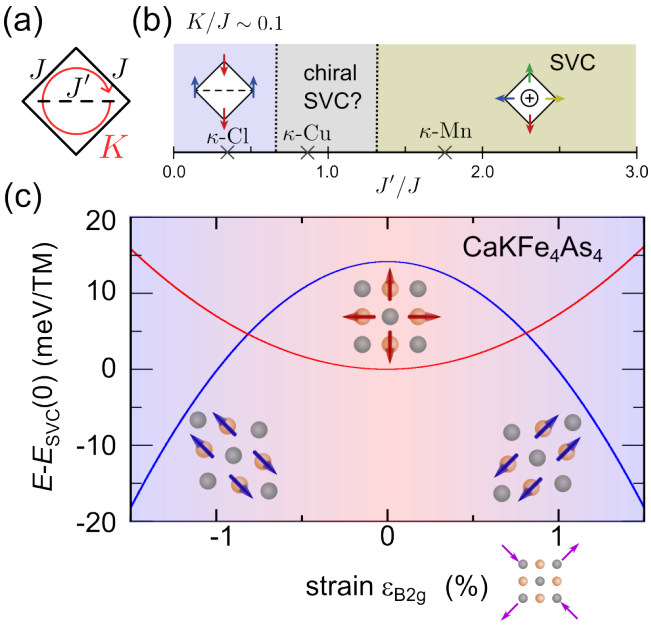 (a)
J
J
J′
K
(b)
K/J ∼ 0.1
chiral
SVC?
SVC
κ-Cl
κ-Cu
κ-Mn
0.0
1.0
2.0
3.0
J′/J
(c)
CaKFe₄As₄
E-E_SVC(0) (meV/TM)
20
10
0
-10
-20
-1
0
1
strain ε_B2g (%)